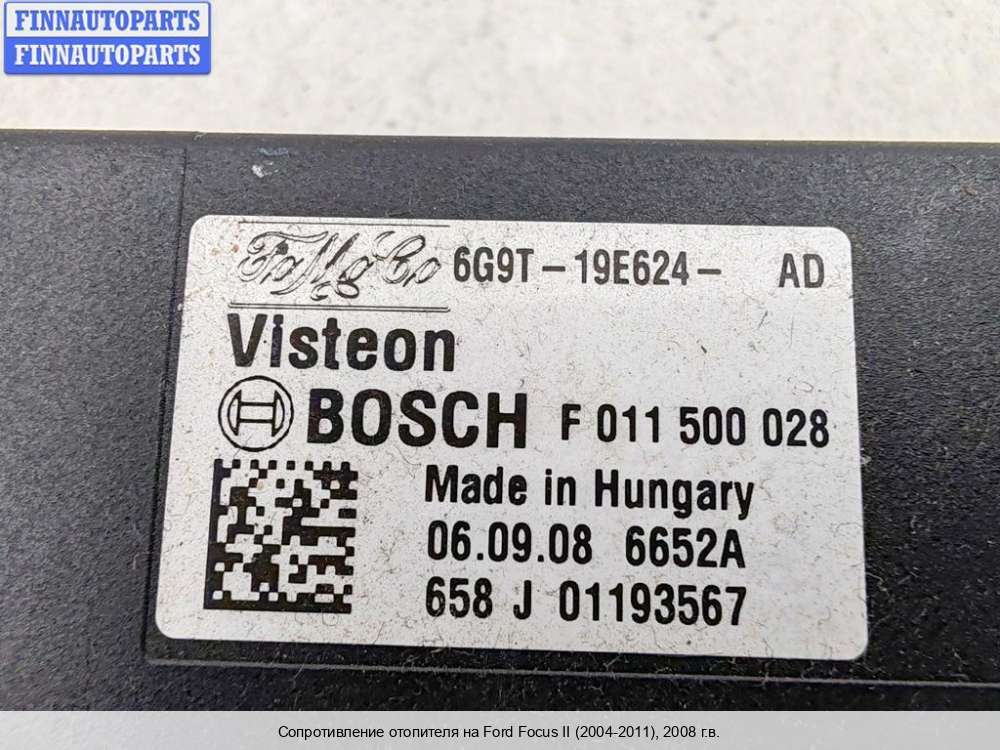 FINNAUTOPARTS
FINNAUTOPARTS
FoMoCo 6G9T-19E624- AD
Visteon
BOSCH F 011 500 028
Made in Hungary
06.09.08 6652A
658 J 01193567
Сопротивление отопителя на Ford Focus II (2004-2011), 2008 г.в.